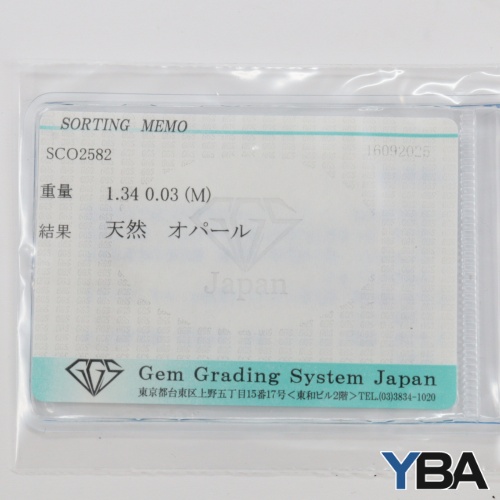 SORTING MEMO
SCO2582 16092025
重量 1.34 0.03 (M)
結果 天然 オパール
Japan
GGS Gem Grading System Japan
東京都台東区上野五丁目15番17号＜東和ビル2階＞TEL.(03)3834-1020
YBA